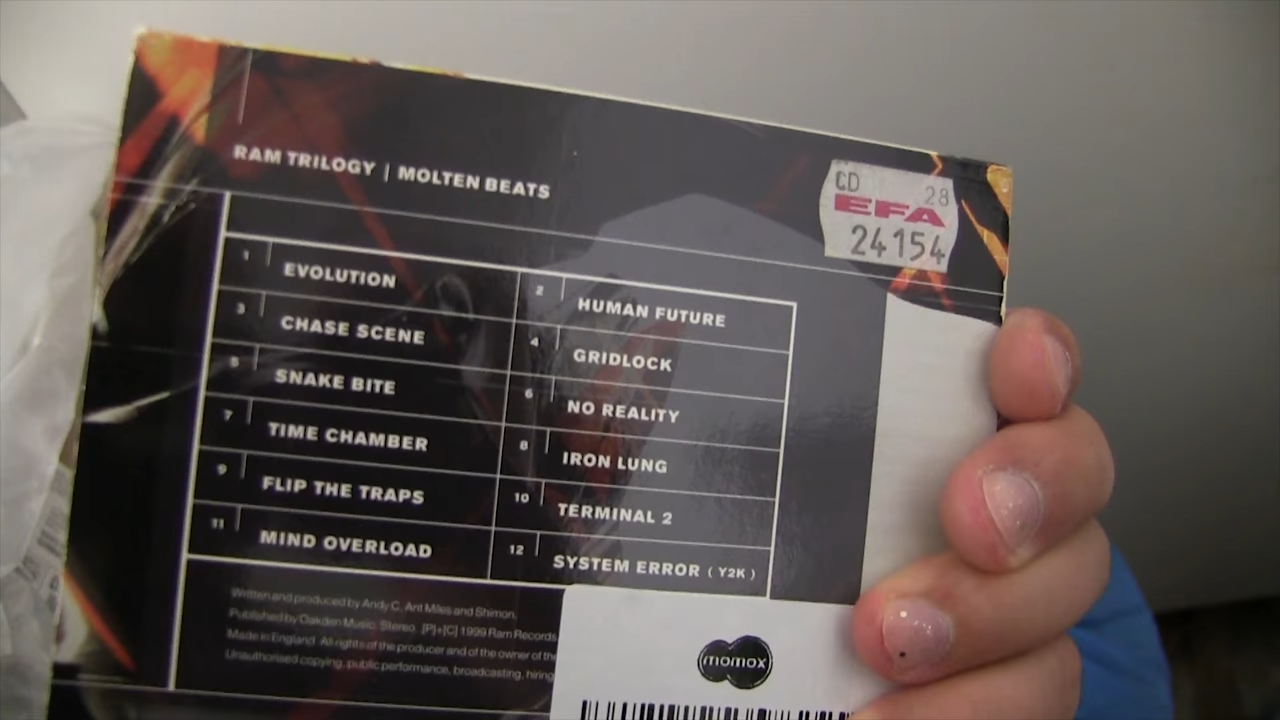 RAM TRILOGY | MOLTEN BEATS
CD 28
EFA
24154
1 EVOLUTION
2 HUMAN FUTURE
3 CHASE SCENE
4 GRIDLOCK
5 SNAKE BITE
6 NO REALITY
7 TIME CHAMBER
8 IRON LUNG
9 FLIP THE TRAPS
10 TERMINAL 2
11 MIND OVERLOAD
12 SYSTEM ERROR (Y2K)
Written and produced by Andy C, Ant Miles and Shimon.
Published by Oakden Music. Stereo. [P]+[C] 1999 Ram Records
Made in England. All rights of the producer and of the owner of the
Unauthorised copying, public performance, broadcasting, hiring
momox